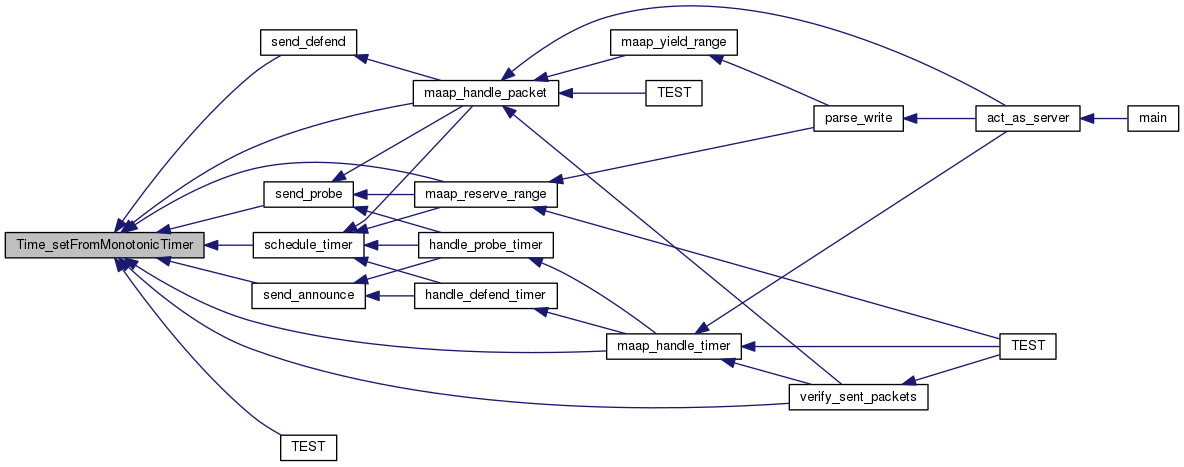 send_defend
maap_yield_range
maap_handle_packet
TEST
parse_write
act_as_server
main
send_probe
maap_reserve_range
Time_setFromMonotonicTimer
schedule_timer
handle_probe_timer
send_announce
handle_defend_timer
maap_handle_timer
TEST
verify_sent_packets
TEST